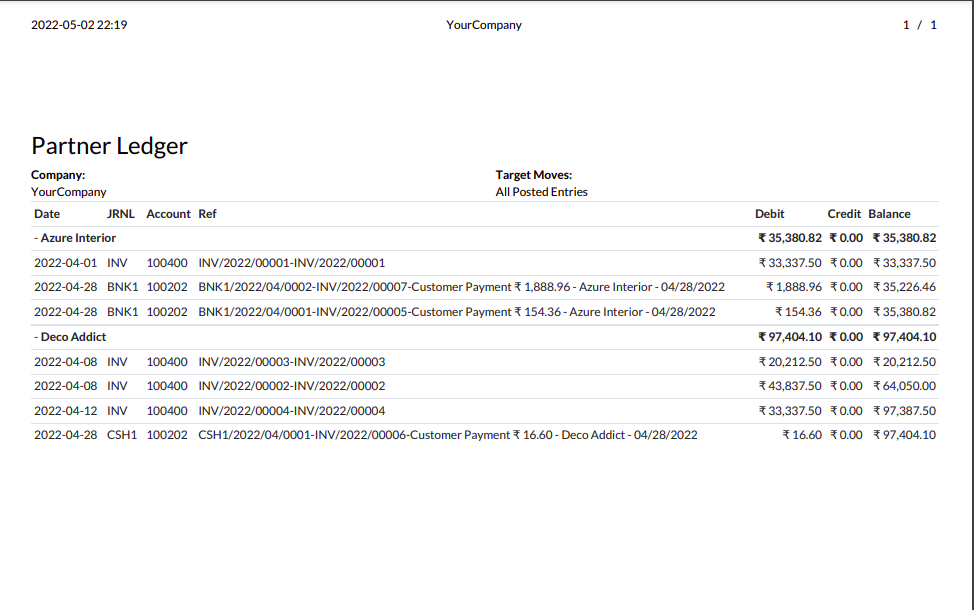 2022-05-02 22:19 YourCompany 1 / 1
Partner Ledger
Company: Target Moves:
YourCompany All Posted Entries
Date JRNL Account Ref Debit Credit Balance
- Azure Interior ₹ 35,380.82 ₹ 0.00 ₹ 35,380.82
2022-04-01 INV 100400 INV/2022/00001-INV/2022/00001 ₹ 33,337.50 ₹ 0.00 ₹ 33,337.50
2022-04-28 BNK1 100202 BNK1/2022/04/0002-INV/2022/00007-Customer Payment ₹ 1,888.96 - Azure Interior - 04/28/2022 ₹ 1,888.96 ₹ 0.00 ₹ 35,226.46
2022-04-28 BNK1 100202 BNK1/2022/04/0001-INV/2022/00005-Customer Payment ₹ 154.36 - Azure Interior - 04/28/2022 ₹ 154.36 ₹ 0.00 ₹ 35,380.82
- Deco Addict ₹ 97,404.10 ₹ 0.00 ₹ 97,404.10
2022-04-08 INV 100400 INV/2022/00003-INV/2022/00003 ₹ 20,212.50 ₹ 0.00 ₹ 20,212.50
2022-04-08 INV 100400 INV/2022/00002-INV/2022/00002 ₹ 43,837.50 ₹ 0.00 ₹ 64,050.00
2022-04-12 INV 100400 INV/2022/00004-INV/2022/00004 ₹ 33,337.50 ₹ 0.00 ₹ 97,387.50
2022-04-28 CSH1 100202 CSH1/2022/04/0001-INV/2022/00006-Customer Payment ₹ 16.60 - Deco Addict - 04/28/2022 ₹ 16.60 ₹ 0.00 ₹ 97,404.10